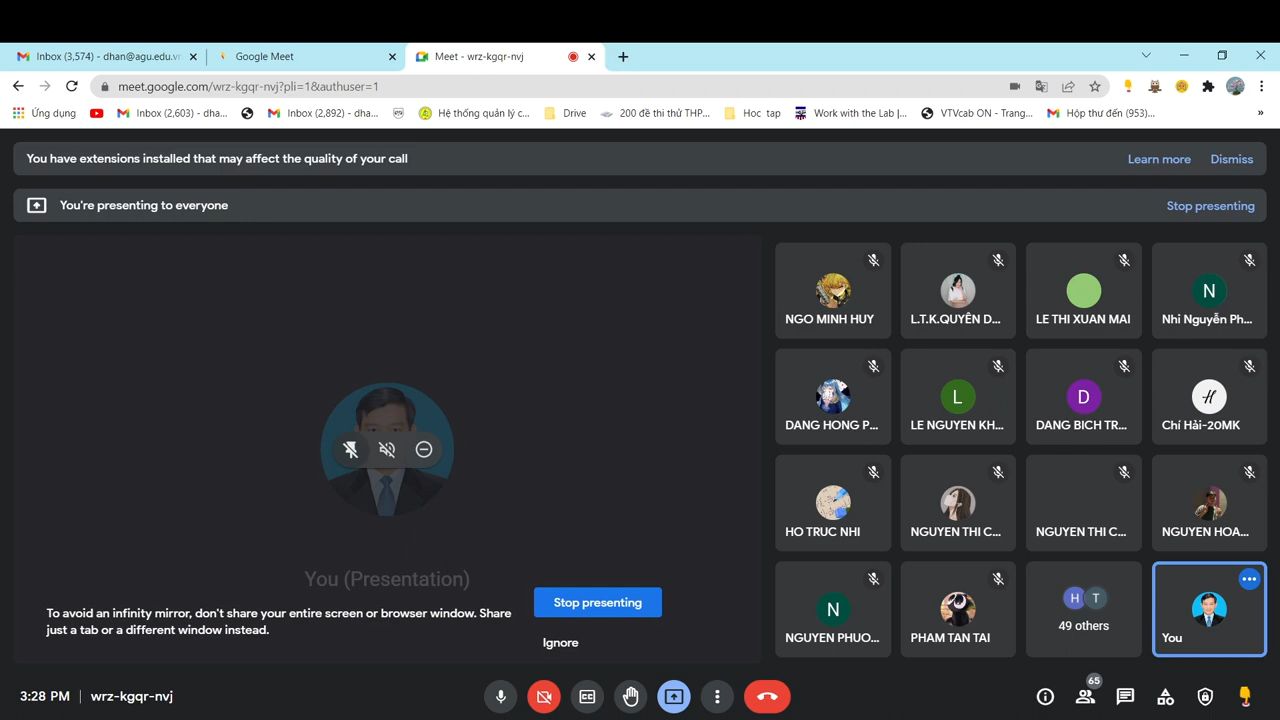 Inbox (3,574) - dhan@agu.edu.vn
Google Meet
Meet - wrz-kgqr-nvj
meet.google.com/wrz-kgqr-nvj?pli=1&authuser=1
Ứng dụng
Inbox (2,603) - dha...
Inbox (2,892) - dha...
Hệ thống quản lý c...
Drive
200 đề thi thử THP...
Hoc tap
Work with the Lab |...
VTVcab ON - Trang...
Hộp thư đến (953)...
»
You have extensions installed that may affect the quality of your call
Learn more
Dismiss
You're presenting to everyone
Stop presenting
NGO MINH HUY
L.T.K.QUYÊN D...
LE THI XUAN MAI
N
Nhi Nguyễn Ph...
DANG HONG P...
L
LE NGUYEN KH...
D
DANG BICH TR...
H
Chí Hải-20MK
HO TRUC NHI
NGUYEN THI C...
NGUYEN THI C...
NGUYEN HOA...
N
NGUYEN PHUO...
PHAM TAN TAI
H T
49 others
You
You (Presentation)
To avoid an infinity mirror, don't share your entire screen or browser window. Share
just a tab or a different window instead.
Stop presenting
Ignore
3:28 PM | wrz-kgqr-nvj
65